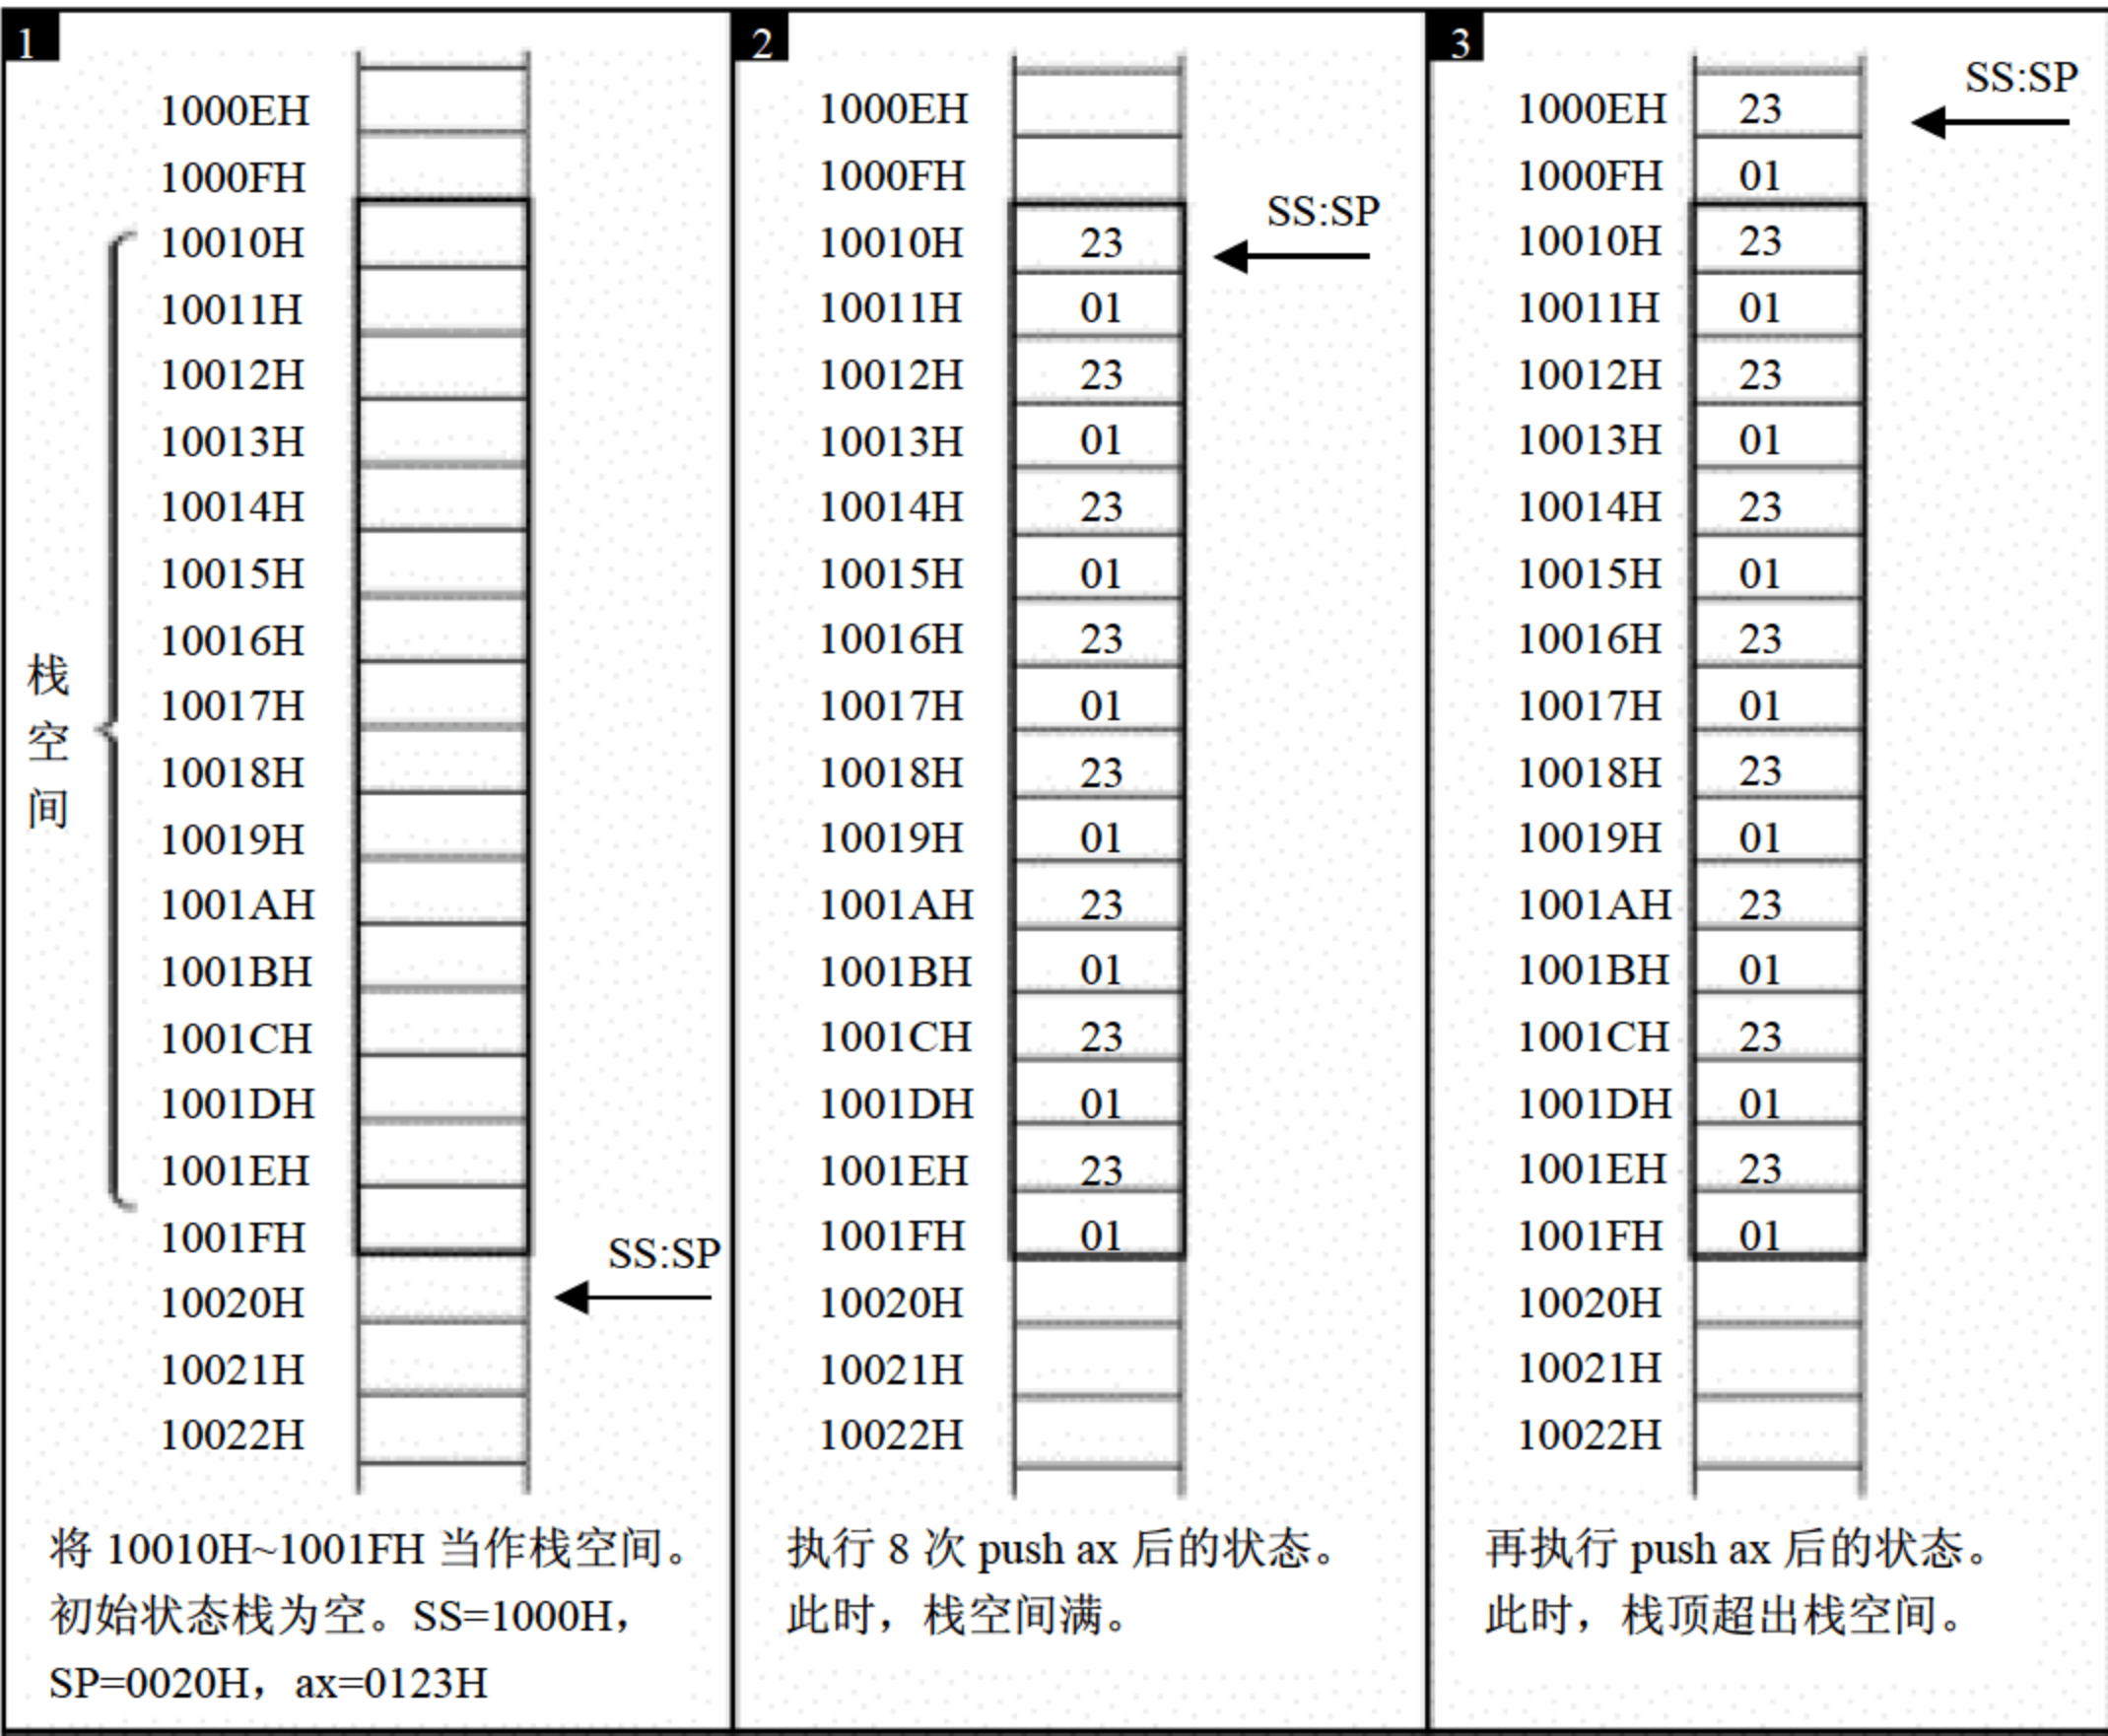 1
1000EH
1000FH
10010H
10011H
10012H
10013H
10014H
10015H
10016H
10017H
10018H
10019H
1001AH
1001BH
1001CH
1001DH
1001EH
1001FH
10020H
10021H
10022H
栈
空
间
SS:SP
将 10010H~1001FH 当作栈空间。
初始状态栈为空。SS=1000H，
SP=0020H，ax=0123H
2
1000EH
1000FH
SS:SP
10010H 23
10011H 01
10012H 23
10013H 01
10014H 23
10015H 01
10016H 23
10017H 01
10018H 23
10019H 01
1001AH 23
1001BH 01
1001CH 23
1001DH 01
1001EH 23
1001FH 01
10020H
10021H
10022H
执行 8 次 push ax 后的状态。
此时，栈空间满。
3
SS:SP
1000EH 23
1000FH 01
10010H 23
10011H 01
10012H 23
10013H 01
10014H 23
10015H 01
10016H 23
10017H 01
10018H 23
10019H 01
1001AH 23
1001BH 01
1001CH 23
1001DH 01
1001EH 23
1001FH 01
10020H
10021H
10022H
再执行 push ax 后的状态。
此时，栈顶超出栈空间。